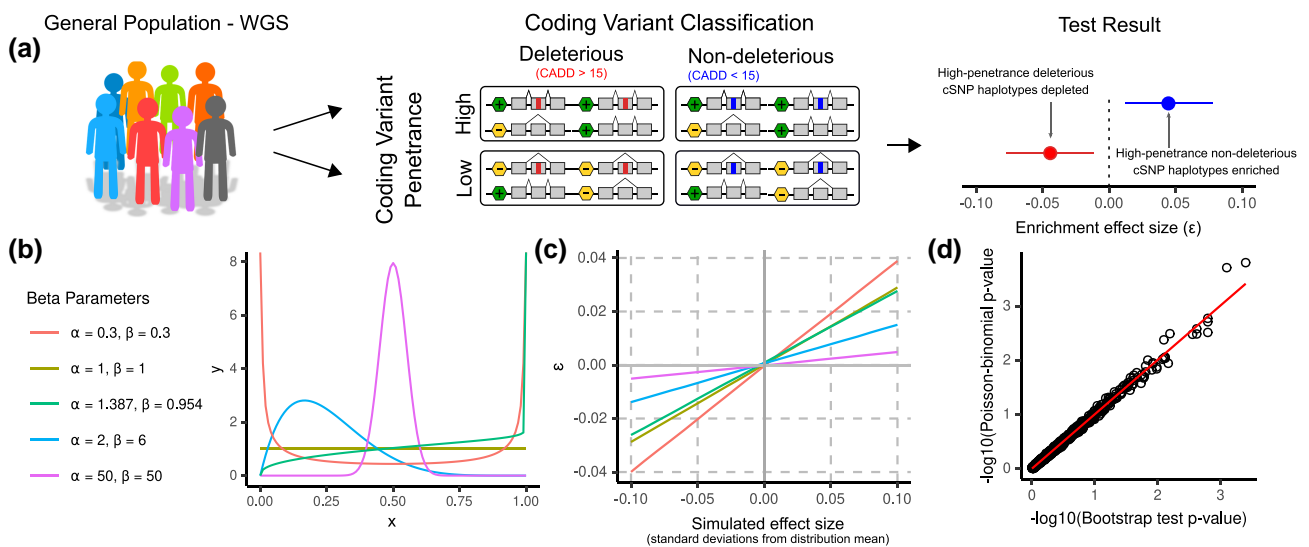 General Population - WGS
Coding Variant Classification
Test Result
(a)
Deleterious
(CADD > 15)
Non-deleterious
(CADD < 15)
Coding Variant
Penetrance
High
Low
+
+
+
+
−
+
−
+
−
−
−
−
+
−
+
−
High-penetrance deleterious
cSNP haplotypes depleted
High-penetrance non-deleterious
cSNP haplotypes enriched
-0.10
-0.05
0.00
0.05
0.10
Enrichment effect size (ε)
(b)
Beta Parameters
α = 0.3, β = 0.3
α = 1, β = 1
α = 1.387, β = 0.954
α = 2, β = 6
α = 50, β = 50
y
8
6
4
2
0
0.00
0.25
0.50
0.75
1.00
x
(c)
ε
0.04
0.02
0.00
-0.02
-0.04
-0.10
-0.05
0.00
0.05
0.10
Simulated effect size
(standard deviations from distribution mean)
(d)
-log10(Poisson-binomial p-value)
3
2
1
0
0
1
2
3
-log10(Bootstrap test p-value)